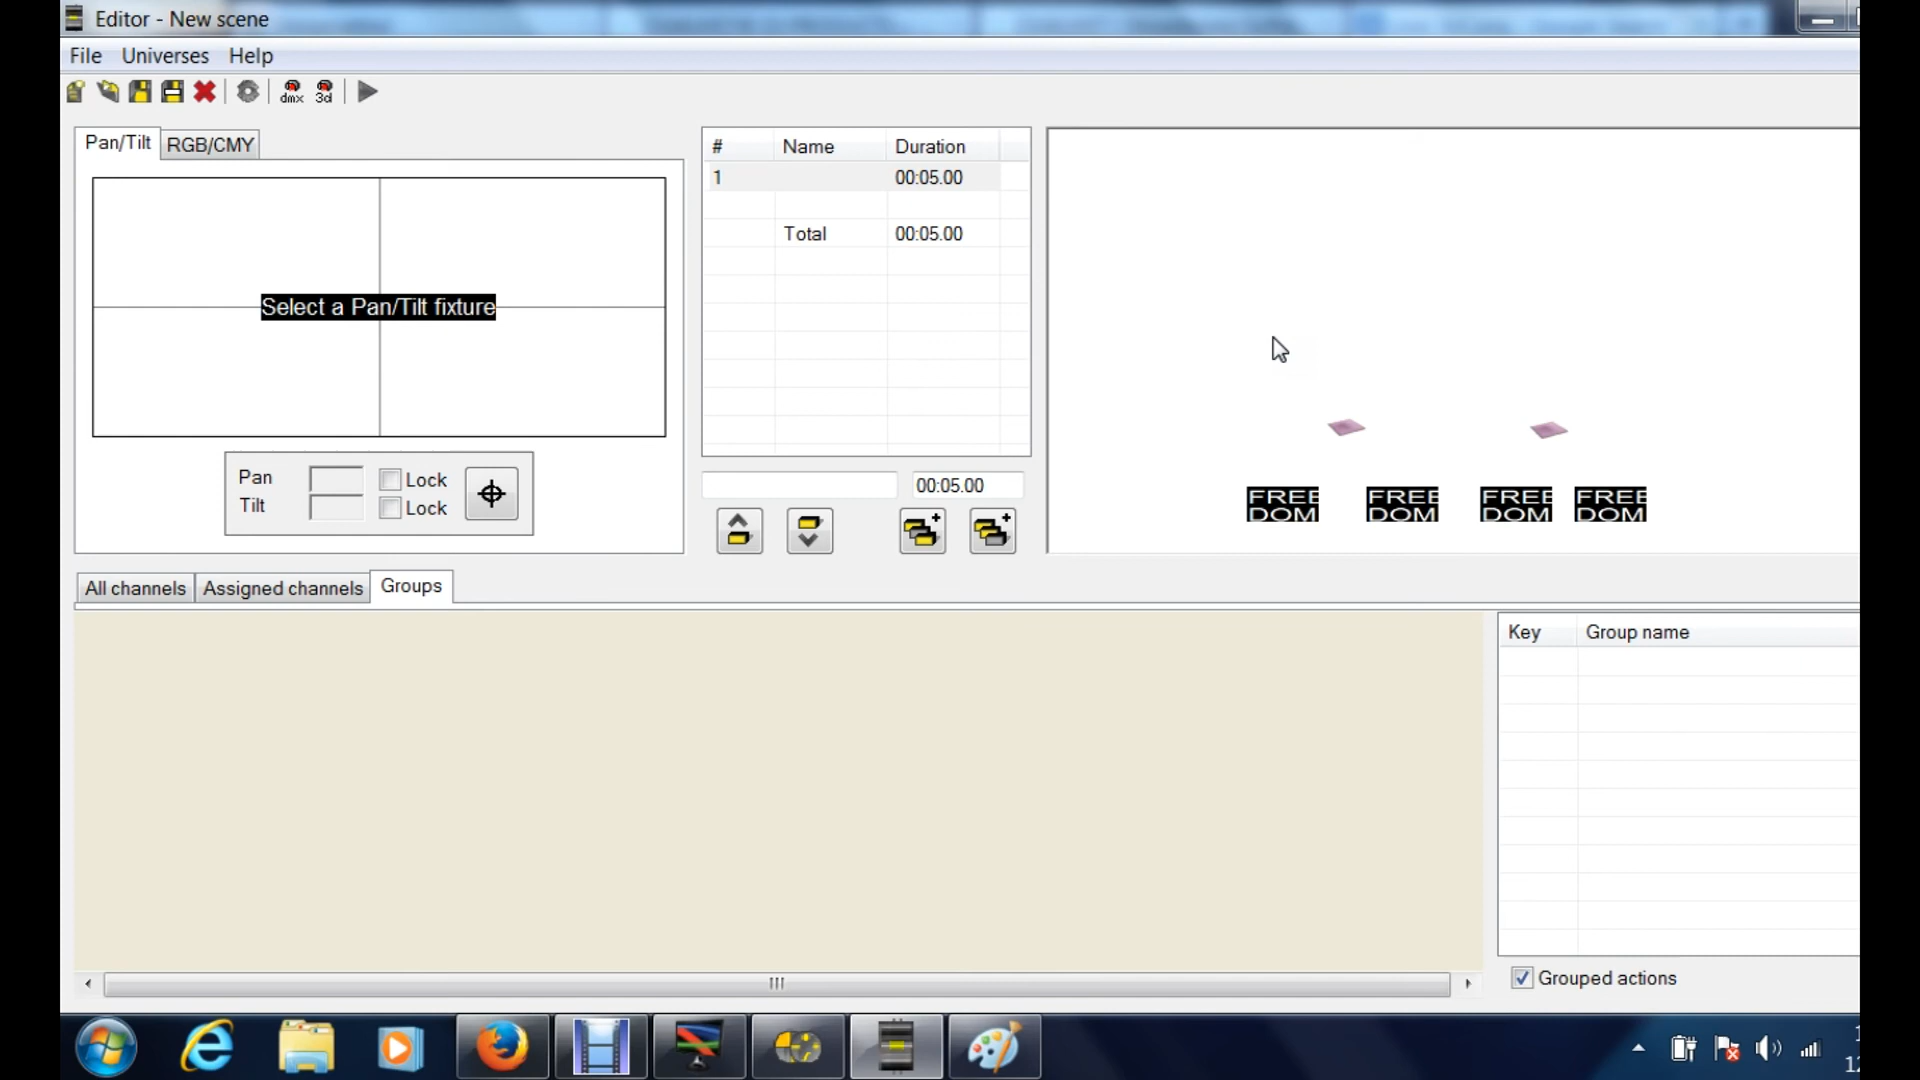 Editor - New scene
File Universes Help
dmx 3d
Pan/Tilt RGB/CMY
Select a Pan/Tilt fixture
Pan Lock
Tilt Lock
# Name Duration
1 00:05.00
Total 00:05.00
00:05.00
FREE
DOM
FREE
DOM
FREE
DOM
FREE
DOM
All channels Assigned channels Groups
Key Group name
Grouped actions